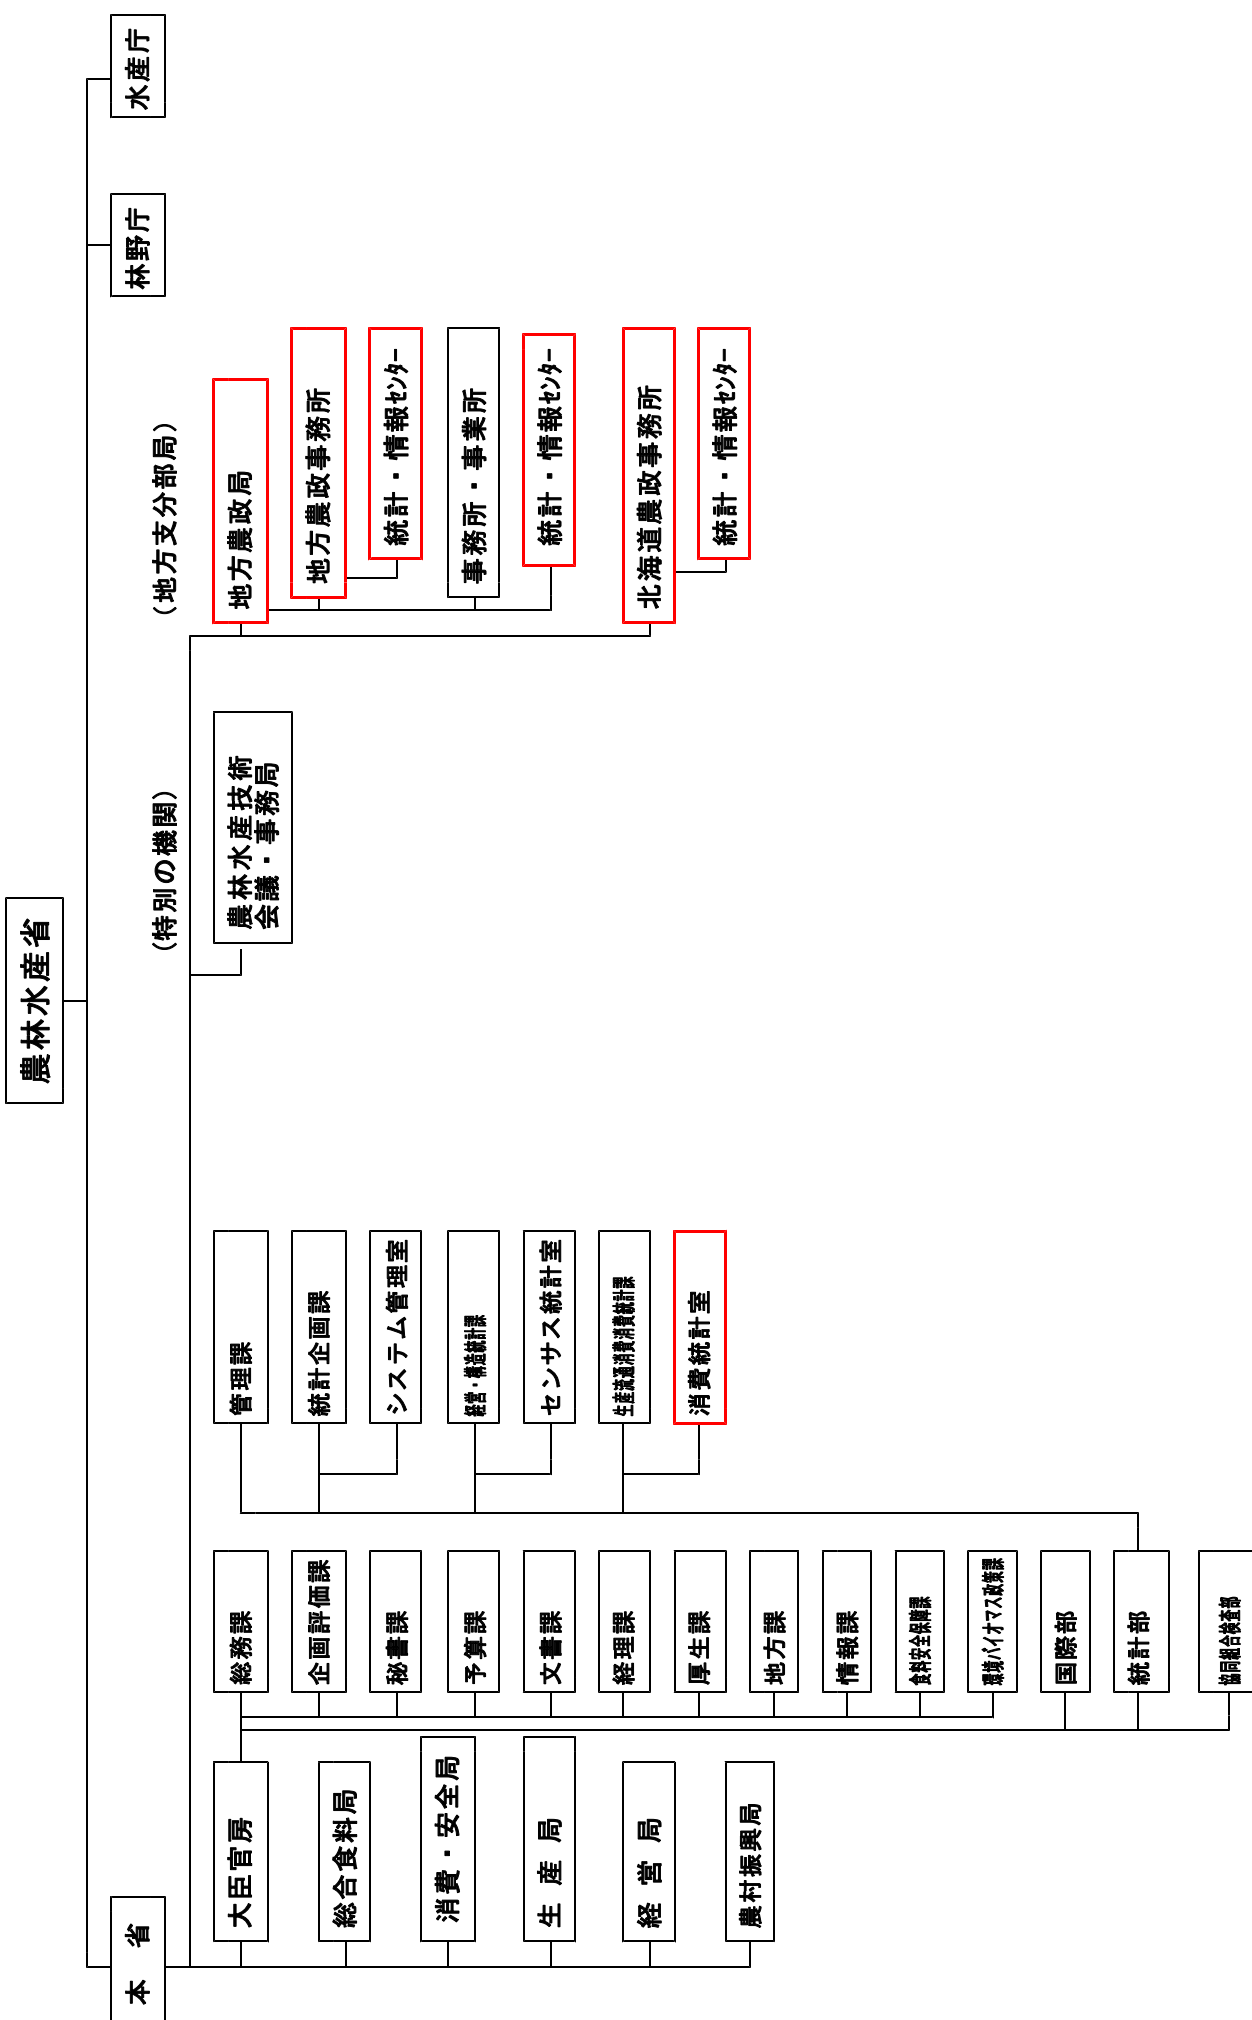 農林水産省
本　省
林野庁
水産庁
（特別の機関）
（地方支分部局）
大臣官房
総合食料局
消費・安全局
生　産　局
経　営　局
農村振興局
総務課
企画評価課
秘書課
予算課
文書課
経理課
厚生課
地方課
情報課
食料安全保障課
環境バイオマス政策課
国際部
統計部
協同組合検査部
管理課
統計企画課
システム管理室
経営・構造統計課
センサス統計室
生産流通消費消費統計課
消費統計室
農林水産技術
会議・事務局
地方農政局
地方農政事務所
統計・情報ｾﾝﾀｰ
事務所・事業所
統計・情報ｾﾝﾀｰ
北海道農政事務所
統計・情報ｾﾝﾀｰ